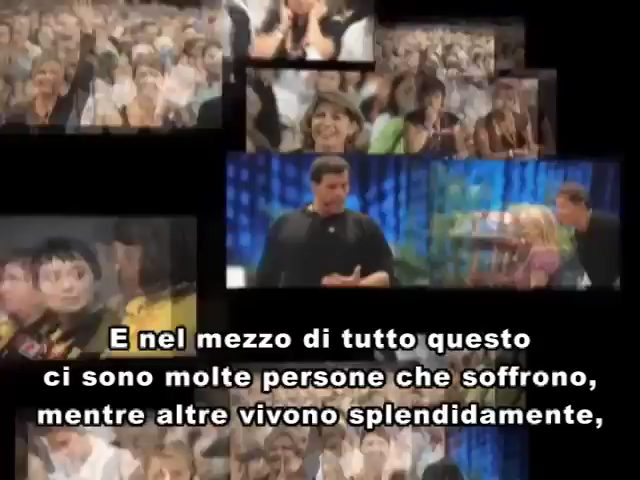 E nel mezzo di tutto questo
ci sono molte persone che soffrono,
mentre altre vivono splendidamente,